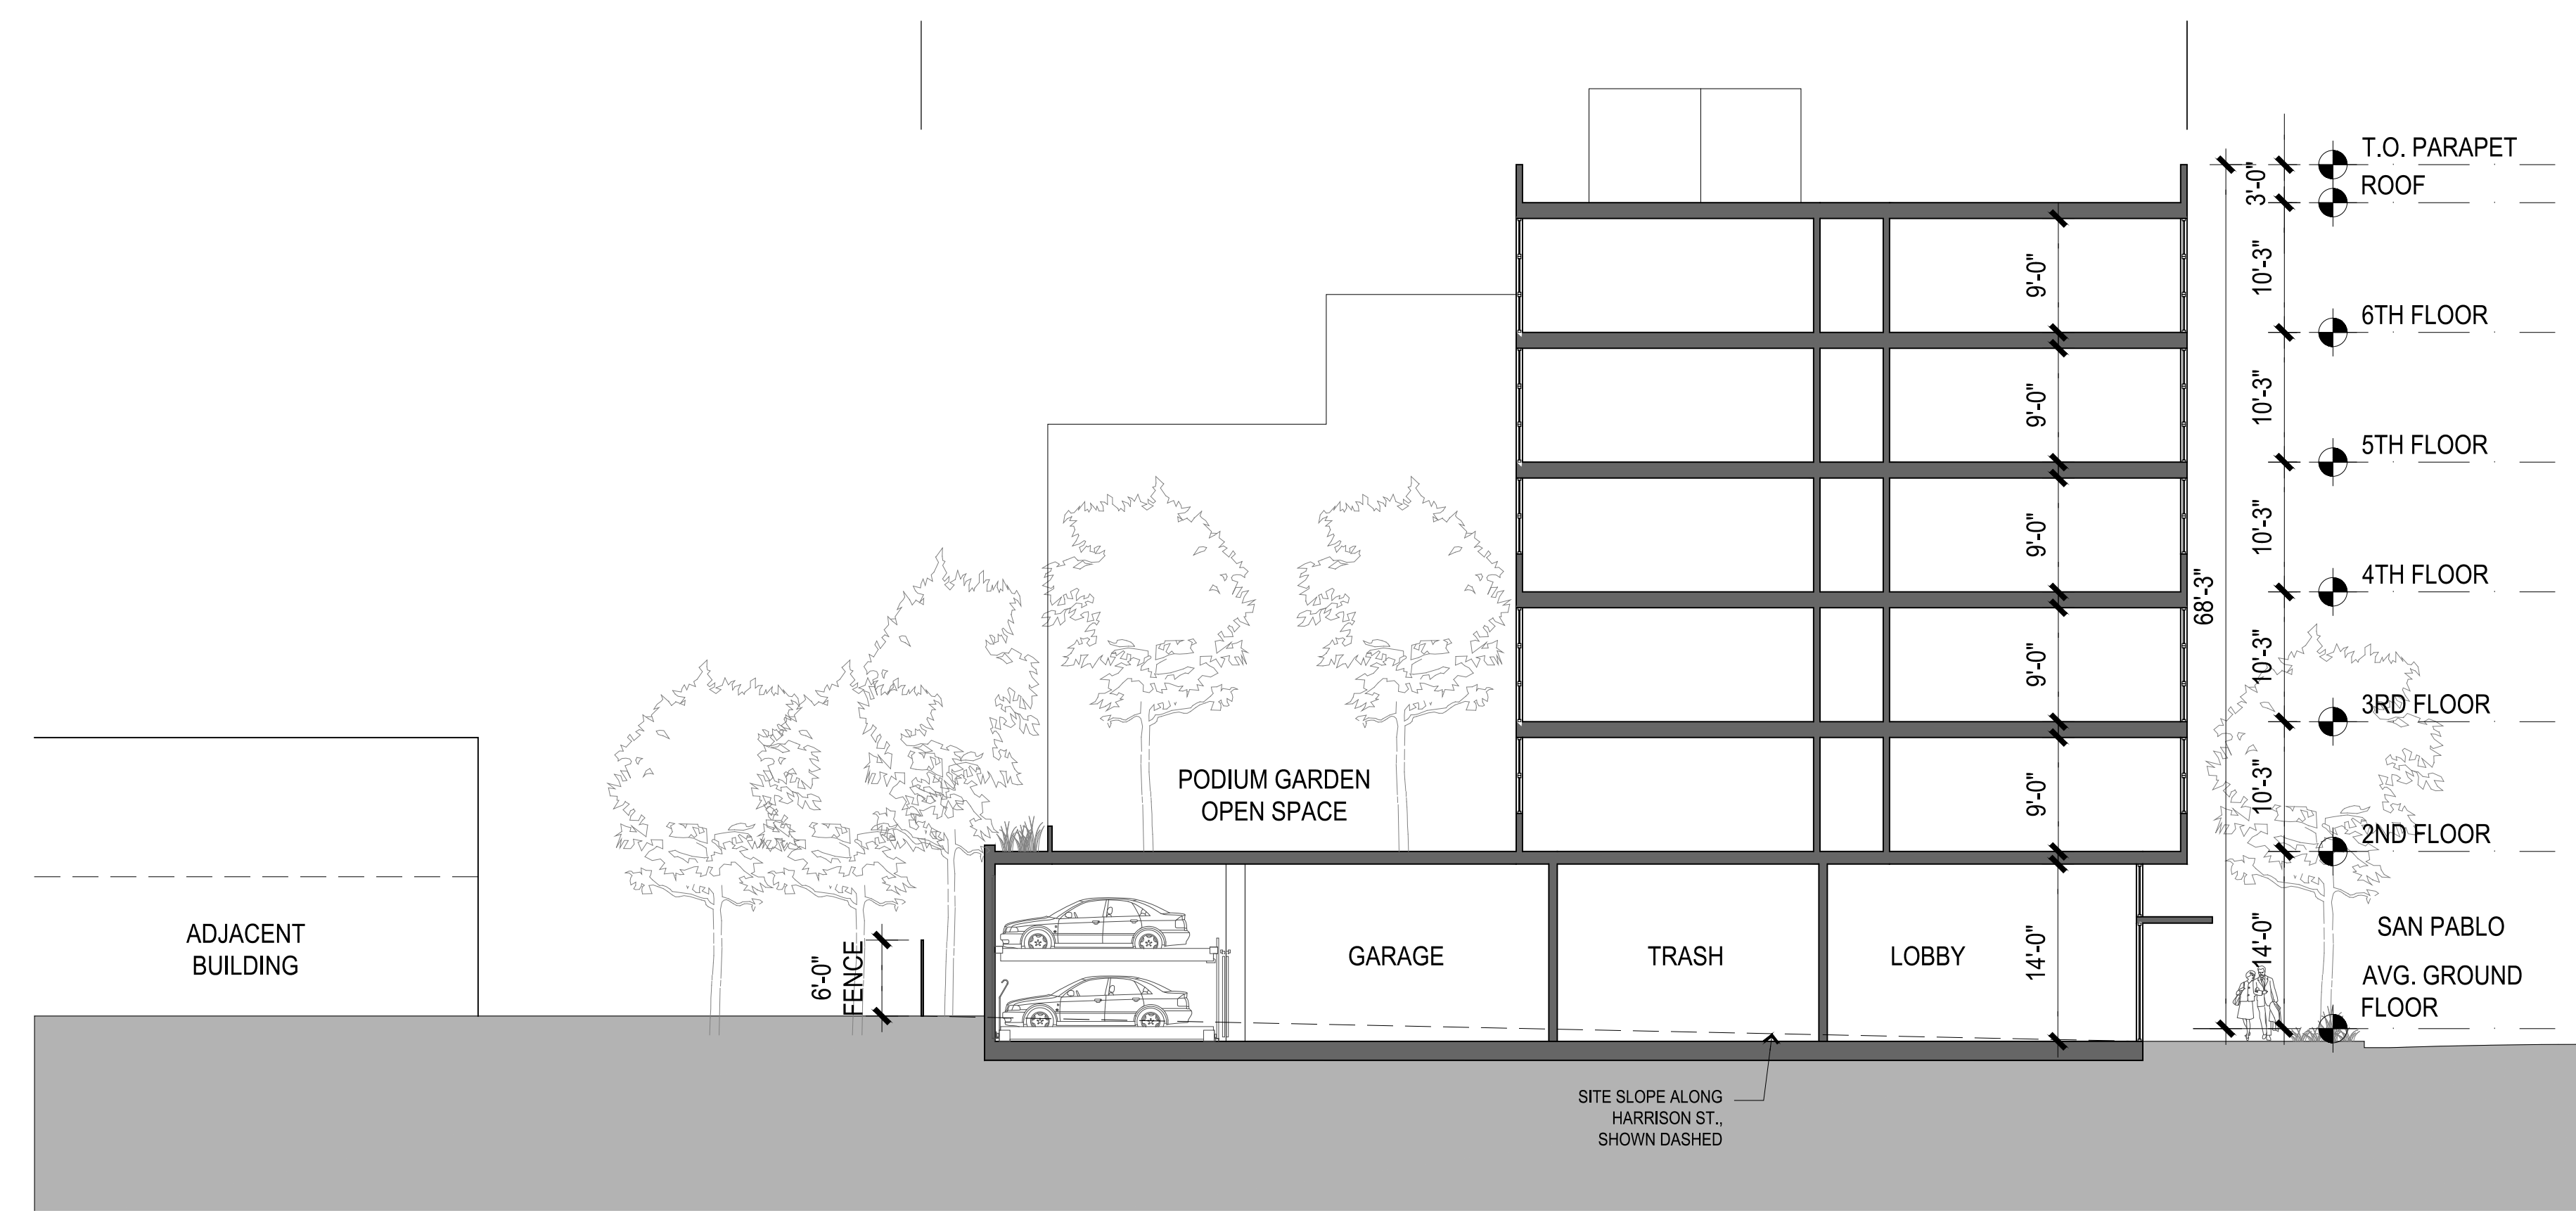 T.O. PARAPET
3'-0"
ROOF
9'-0"
10'-3"
6TH FLOOR
9'-0"
10'-3"
5TH FLOOR
9'-0"
10'-3"
4TH FLOOR
68'-3"
9'-0"
10'-3"
3RD FLOOR
PODIUM GARDEN
OPEN SPACE
9'-0"
10'-3"
2ND FLOOR
ADJACENT
BUILDING
6'-0"
FENCE
GARAGE
TRASH
LOBBY
14'-0"
14'-0"
SAN PABLO
AVG. GROUND
FLOOR
SITE SLOPE ALONG
HARRISON ST.,
SHOWN DASHED